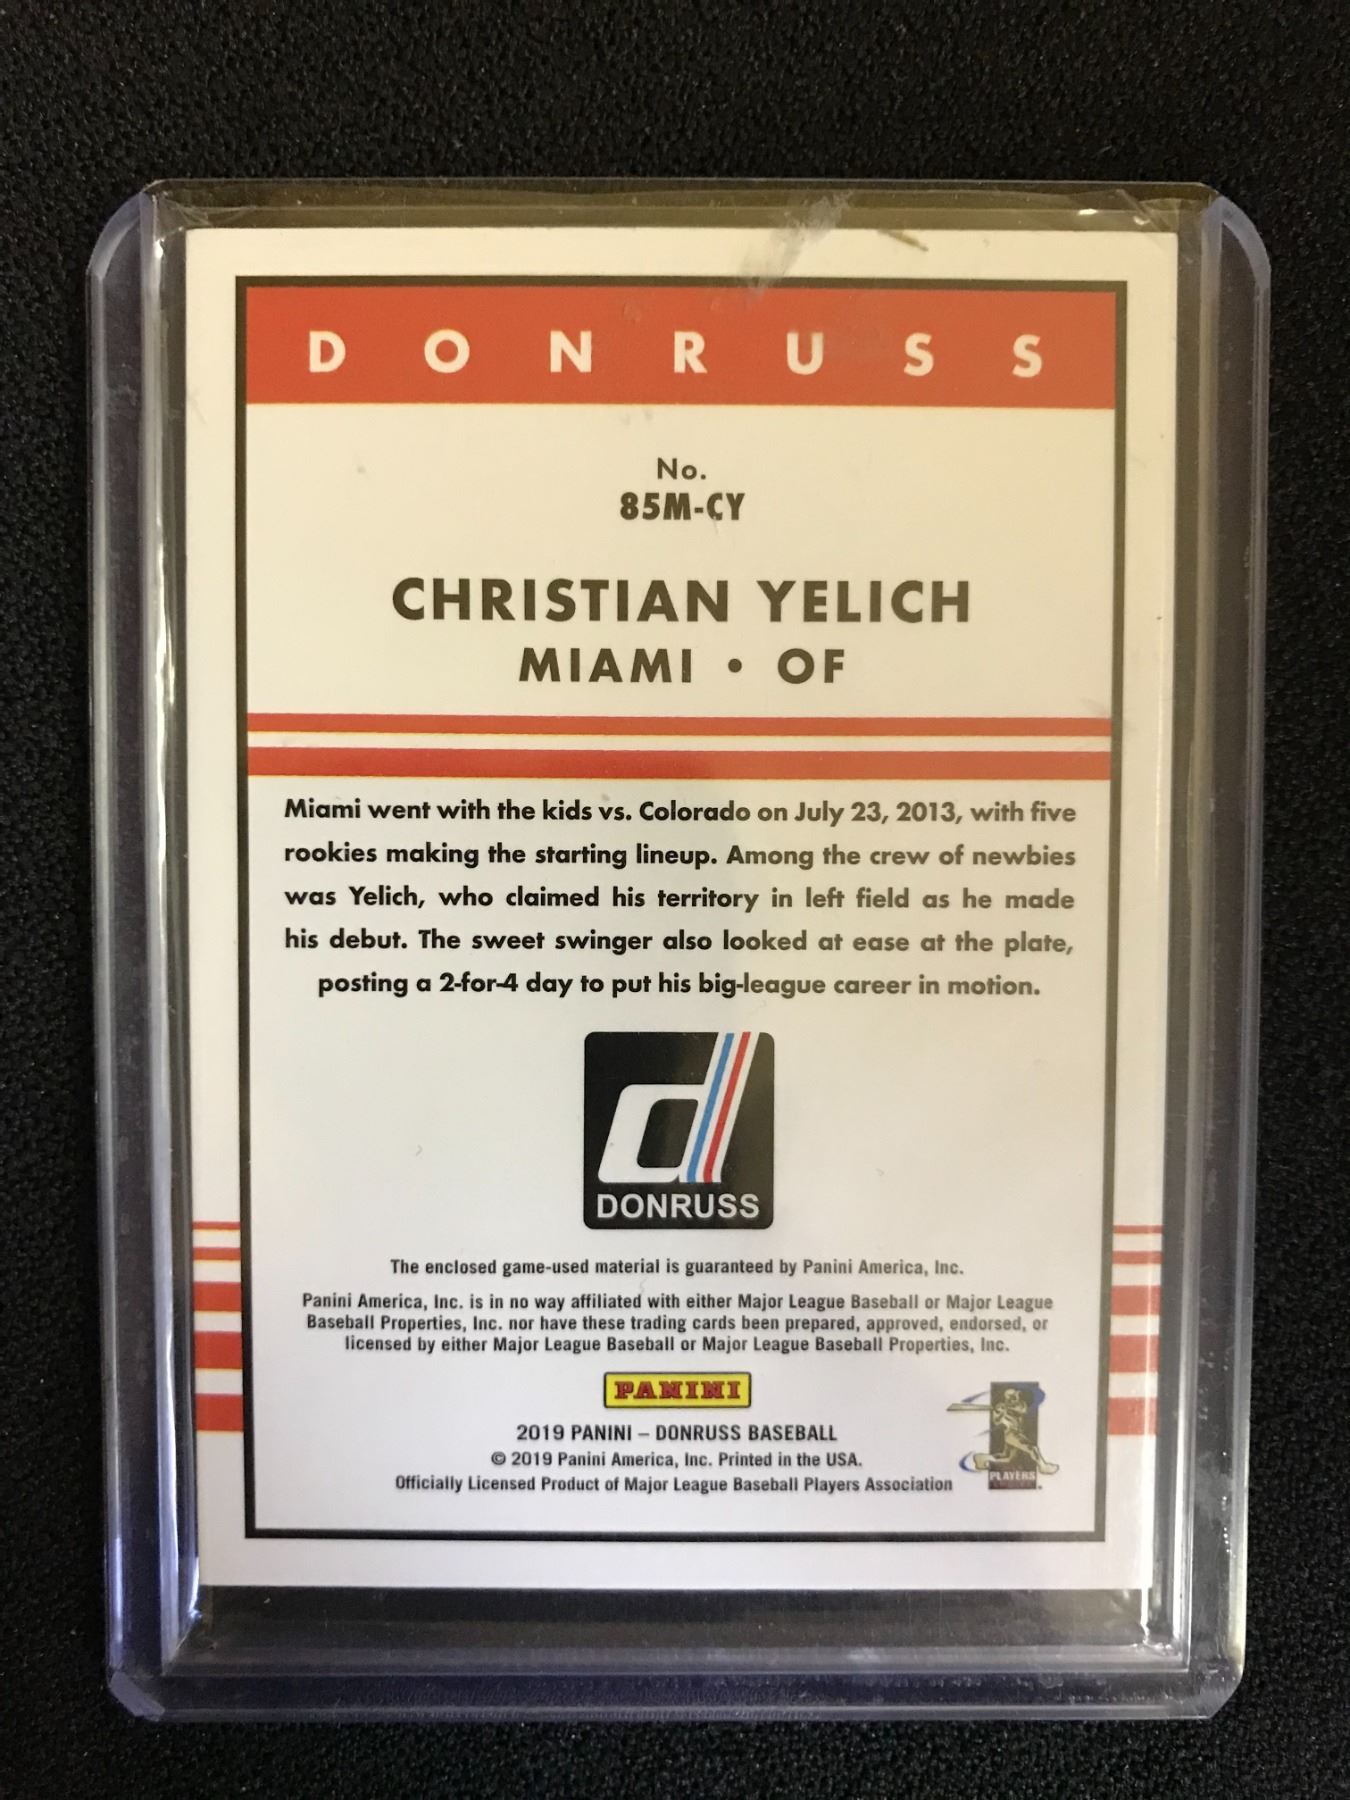 DONRUSS
No.
85M-CY
CHRISTIAN YELICH
MIAMI • OF
Miami went with the kids vs. Colorado on July 23, 2013, with five
rookies making the starting lineup. Among the crew of newbies
was Yelich, who claimed his territory in left field as he made
his debut. The sweet swinger also looked at ease at the plate,
posting a 2-for-4 day to put his big-league career in motion.
d
DONRUSS
The enclosed game-used material is guaranteed by Panini America, Inc.
Panini America, Inc. is in no way affiliated with either Major League Baseball or Major League
Baseball Properties, Inc. nor have these trading cards been prepared, approved, endorsed, or
licensed by either Major League Baseball or Major League Baseball Properties, Inc.
PANINI
2019 PANINI – DONRUSS BASEBALL
© 2019 Panini America, Inc. Printed in the USA.
Officially Licensed Product of Major League Baseball Players Association
PLAYERS